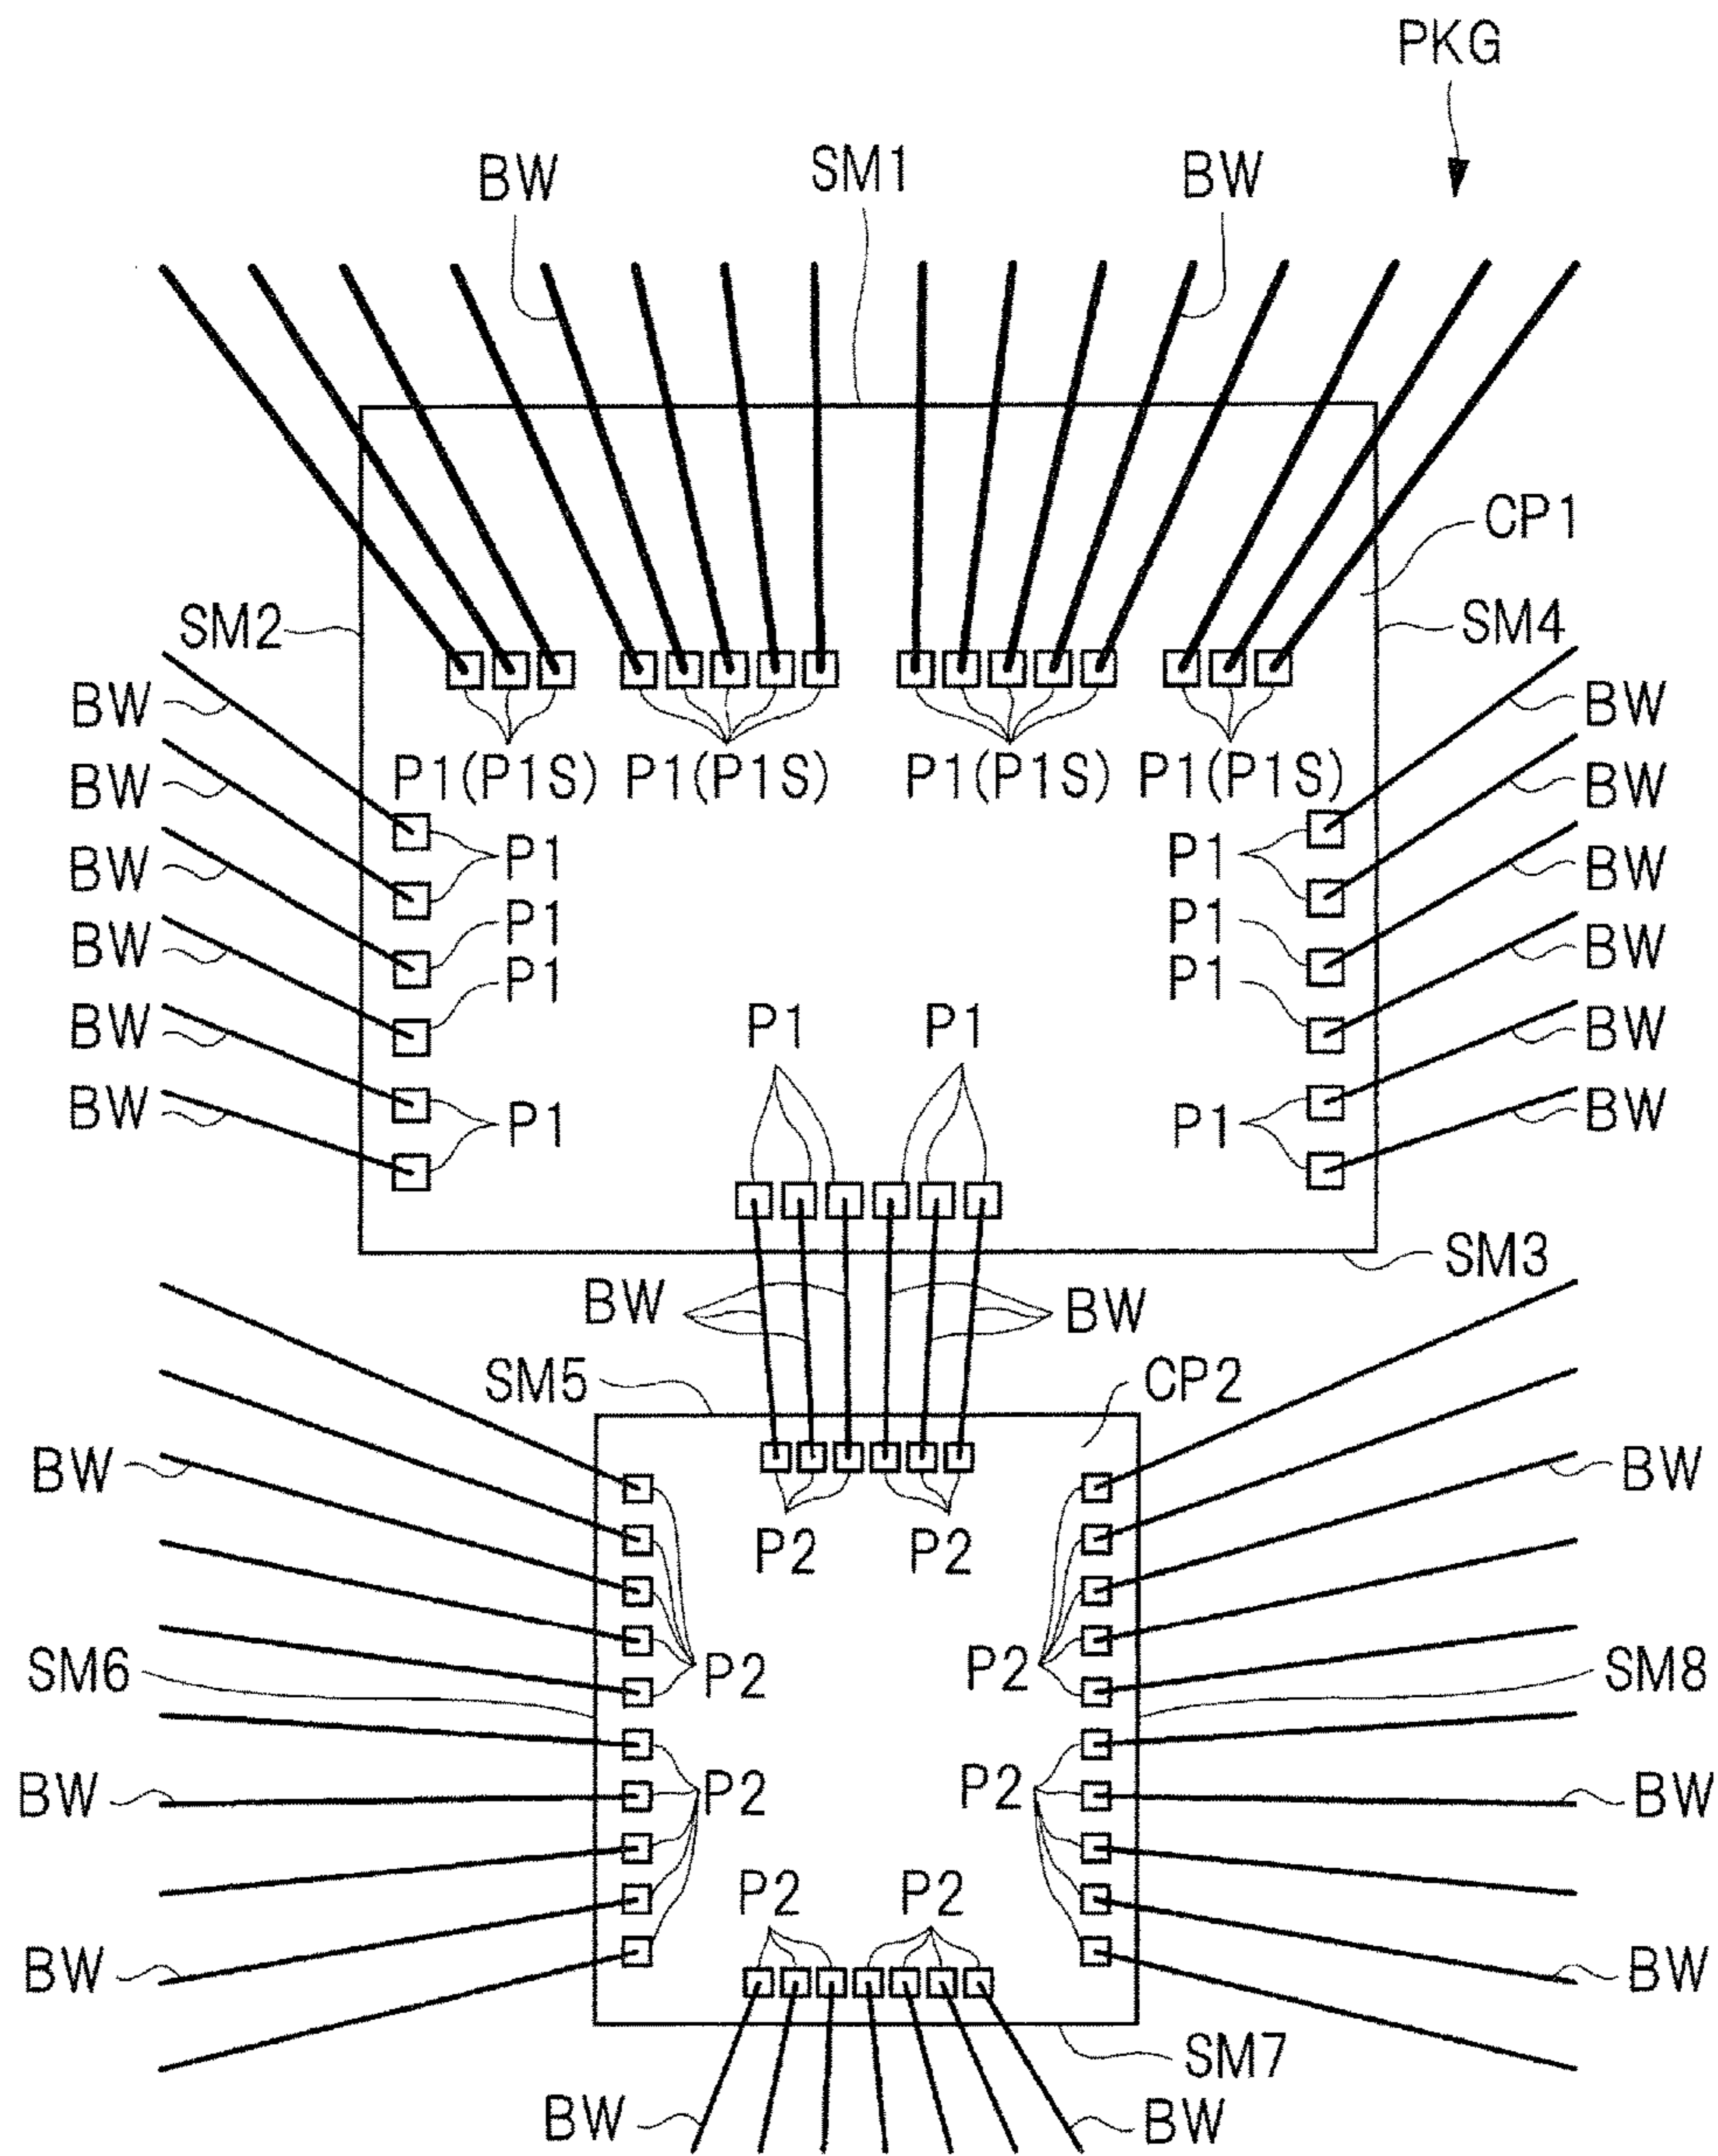 PKG
BW SM1 BW
CP1
SM2 SM4
BW BW
P1(P1S) P1(P1S) P1(P1S) P1(P1S)
BW BW
P1 P1
BW BW
P1 P1
BW BW
P1 P1
P1 P1
BW BW
BW P1 P1 BW
SM3
BW BW
SM5 CP2
BW BW
P2 P2
SM6 P2 P2 SM8
BW P2 P2 BW
P2 P2
BW BW
SM7
BW BW